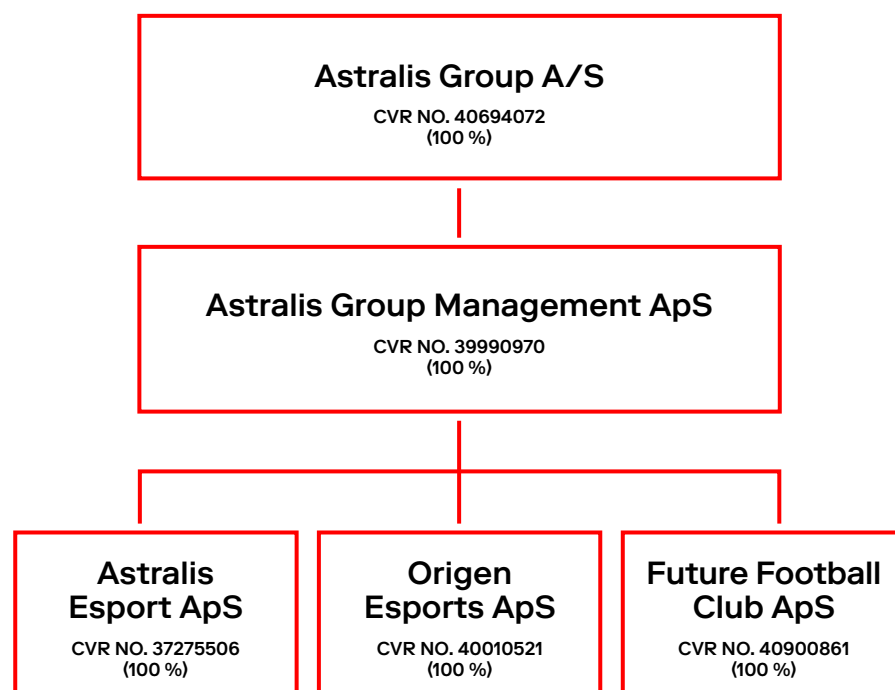 Astralis Group A/S
CVR NO. 40694072
(100 %)
Astralis Group Management ApS
CVR NO. 39990970
(100 %)
Astralis
Esport ApS
CVR NO. 37275506
(100 %)
Origen
Esports ApS
CVR NO. 40010521
(100 %)
Future Football
Club ApS
CVR NO. 40900861
(100 %)